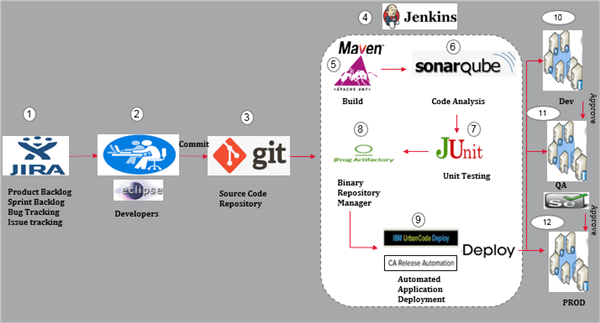 4
Jenkins
10
Maven
6
5
APACHE ANT
sonarqube
Build
Code Analysis
Dev
Approve
1
2
3
11
Commit
8
7
JIRA
git
JFrog Artifactory
JUnit
Unit Testing
QA
eclipse
Product Backlog
Sprint Backlog
Bug Tracking
Issue tracking
Developers
Source Code
Repository
Binary
Repository
Manager
Approve
9
12
IBM UrbanCode Deploy
Deploy
CA Release Automation
Automated
Application
Deployment
PROD